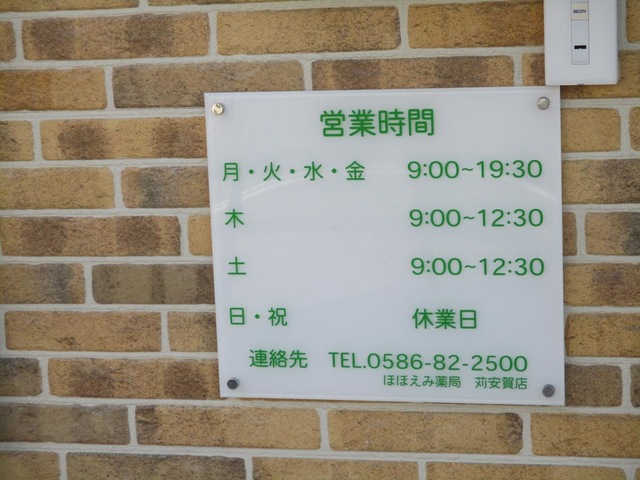 営業時間
月・火・水・金 9:00~19:30
木 9:00~12:30
土 9:00~12:30
日・祝 休業日
連絡先 TEL.0586-82-2500
ほほえみ薬局 苅安賀店